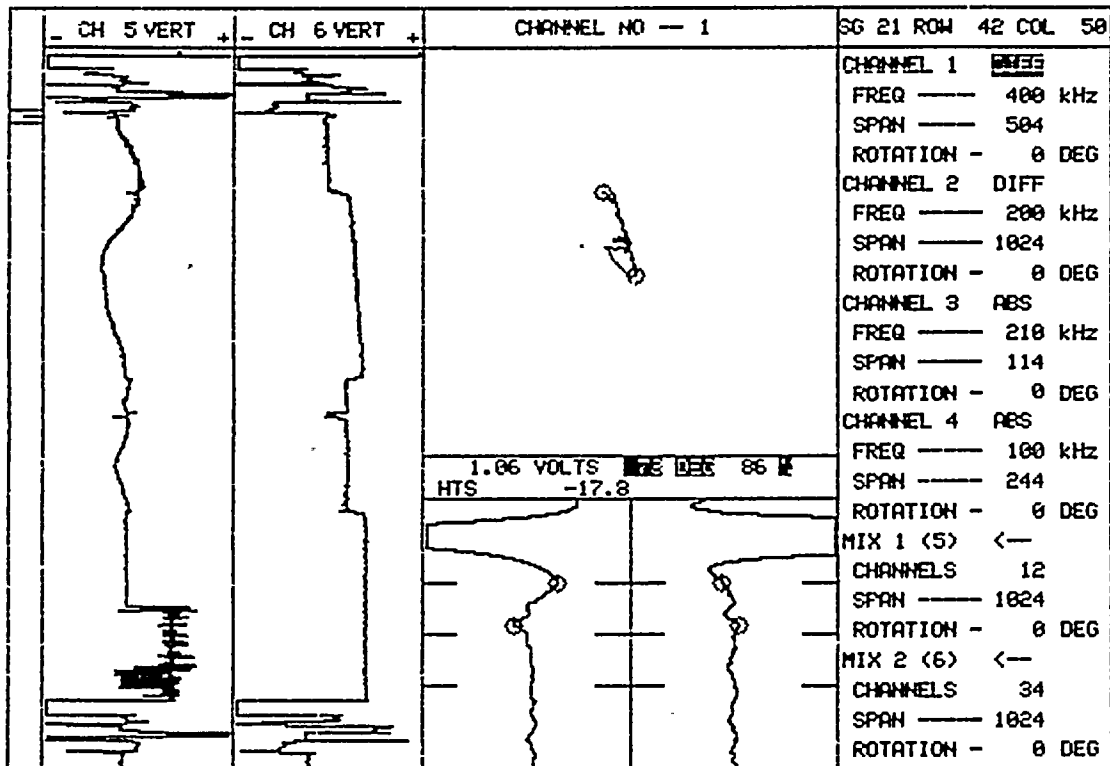 - CH 5 VERT +
- CH 6 VERT +
CHANNEL NO -- 1
SG 21 ROW 42 COL 50
CHANNEL 1
FREQ ---- 400 kHz
SPAN ---- 504
ROTATION - 0 DEG
CHANNEL 2 DIFF
FREQ ---- 200 kHz
SPAN ---- 1024
ROTATION - 0 DEG
CHANNEL 3 ABS
FREQ ---- 210 kHz
SPAN ---- 114
ROTATION - 0 DEG
CHANNEL 4 ABS
FREQ ---- 100 kHz
SPAN ---- 244
ROTATION - 0 DEG
MIX 1 (5) <--
CHANNELS 12
SPAN ---- 1024
ROTATION - 0 DEG
MIX 2 (6) <--
CHANNELS 34
SPAN ---- 1024
ROTATION - 0 DEG
1.06 VOLTS DEG 86
HTS -17.8